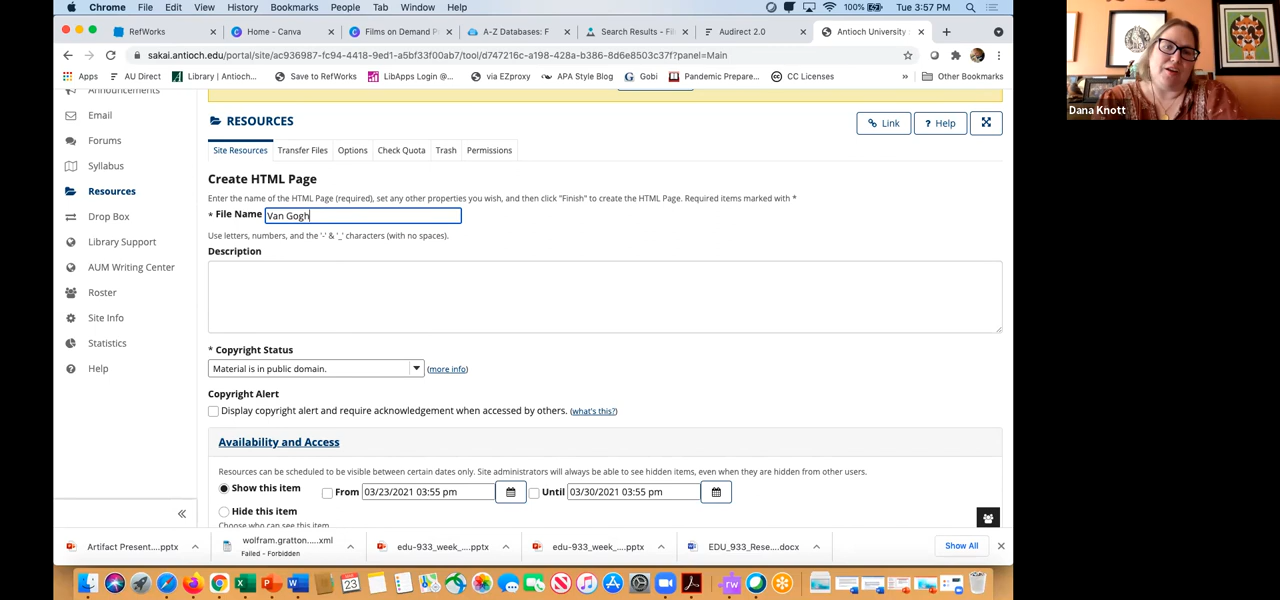 Chrome File Edit View History Bookmarks People Tab Window Help 100% Tue 3:57 PM
RefWorks Home - Canva Films on Demand P A-Z Databases: F Search Results - Fil Audirect 2.0 Antioch University
sakai.antioch.edu/portal/site/ac936987-fc94-4418-9ed1-a5bf33f00ab7/tool/d747216c-a198-428a-b386-8d6e8503c37f?panel=Main
Apps AU Direct Library | Antioch... Save to RefWorks LibApps Login @... via EZproxy APA Style Blog Gobi Pandemic Prepare... CC Licenses » Other Bookmarks
Dana Knott
Announcements
Email
Forums
Syllabus
Resources
Drop Box
Library Support
AUM Writing Center
Roster
Site Info
Statistics
Help
RESOURCES
Link ? Help
Site Resources Transfer Files Options Check Quota Trash Permissions
Create HTML Page
Enter the name of the HTML Page (required), set any other properties you wish, and then click "Finish" to create the HTML Page. Required items marked with *
* File Name Van Gogh
Use letters, numbers, and the '-' & '_' characters (with no spaces).
Description
* Copyright Status
Material is in public domain. (more info)
Copyright Alert
Display copyright alert and require acknowledgement when accessed by others. (what's this?)
Availability and Access
Resources can be scheduled to be visible between certain dates only. Site administrators will always be able to see hidden items, even when they are hidden from other users.
Show this item From 03/23/2021 03:55 pm Until 03/30/2021 03:55 pm
Hide this item
Choose who can see this item.
Artifact Present....pptx wolfram.gratton.....xml edu-933_week_....pptx edu-933_week_....pptx EDU_933_Rese....docx Show All
Failed - Forbidden
23
rw